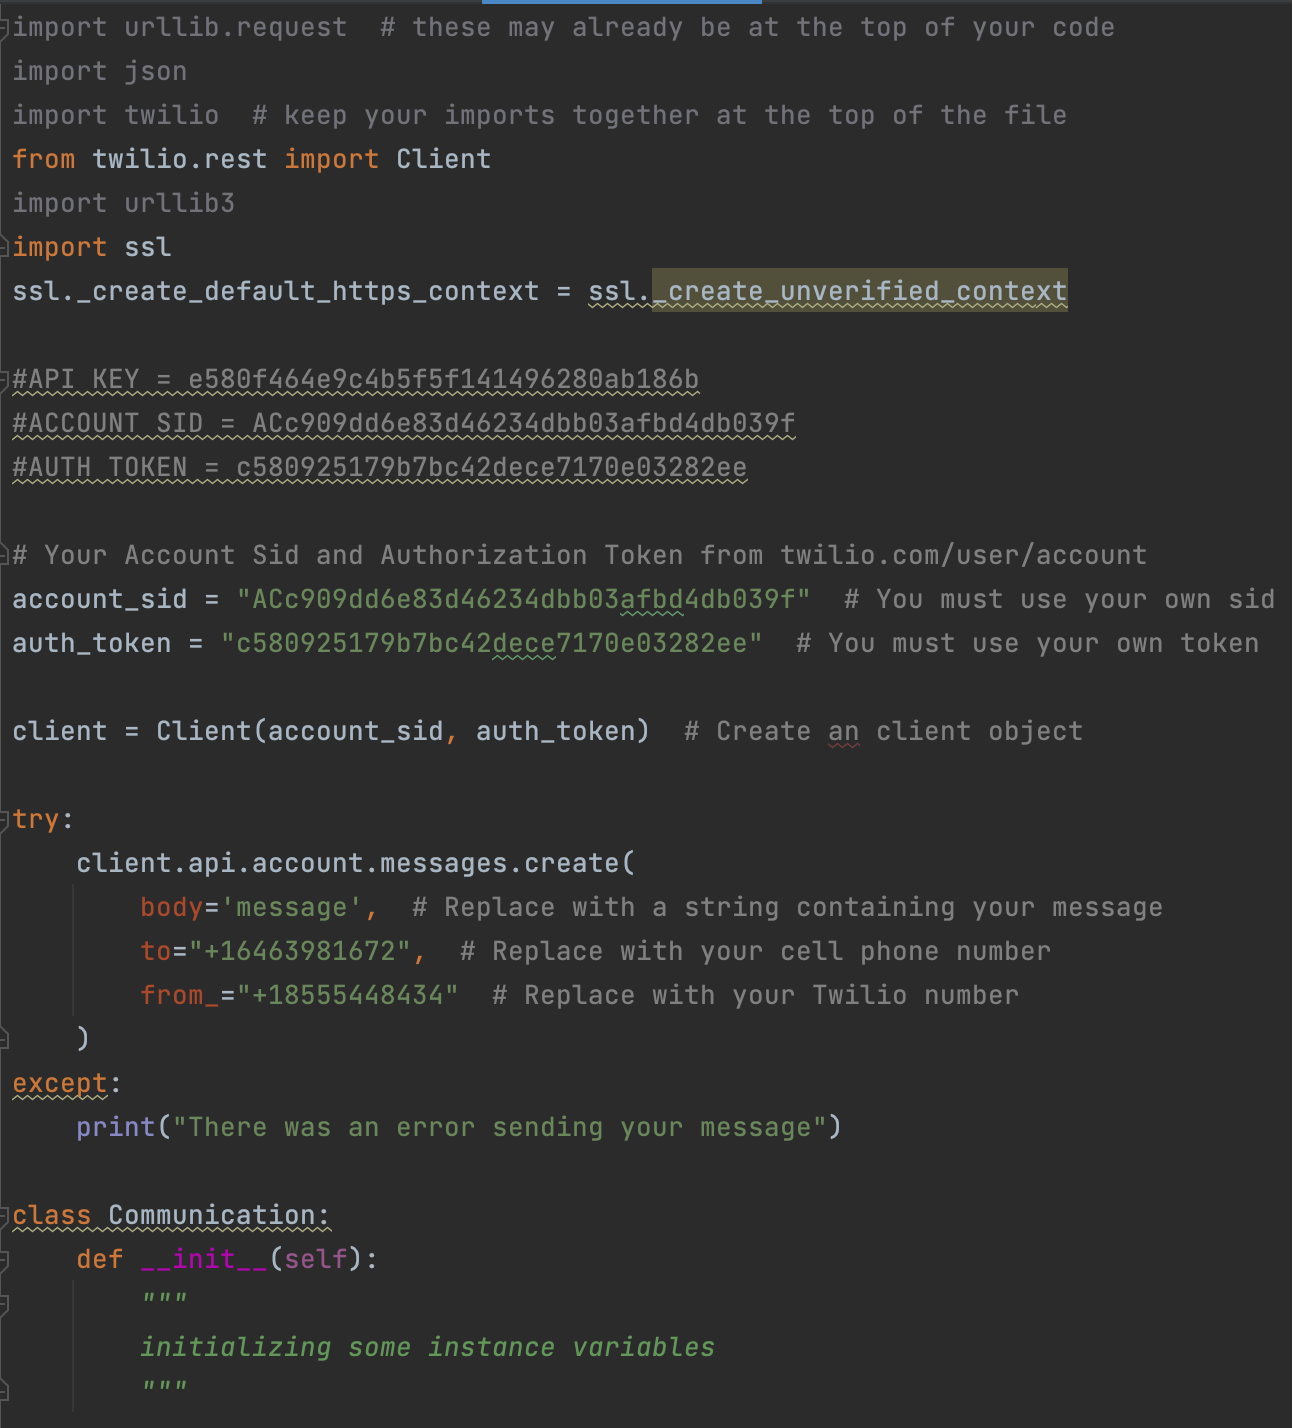 import urllib.request  # these may already be at the top of your code
import json
import twilio  # keep your imports together at the top of the file
from twilio.rest import Client
import urllib3
import ssl
ssl._create_default_https_context = ssl._create_unverified_context
#API KEY = e580f464e9c4b5f5f141496280ab186b
#ACCOUNT SID = ACc909dd6e83d46234dbb03afbd4db039f
#AUTH TOKEN = c580925179b7bc42dece7170e03282ee
# Your Account Sid and Authorization Token from twilio.com/user/account
account_sid = "ACc909dd6e83d46234dbb03afbd4db039f"  # You must use your own sid
auth_token = "c580925179b7bc42dece7170e03282ee"  # You must use your own token
client = Client(account_sid, auth_token)  # Create an client object
try:
    client.api.account.messages.create(
        body='message',  # Replace with a string containing your message
        to="+16463981672",  # Replace with your cell phone number
        from_="+18555448434"  # Replace with your Twilio number
    )
except:
    print("There was an error sending your message")
class Communication:
    def __init__(self):
        """
        initializing some instance variables
        """